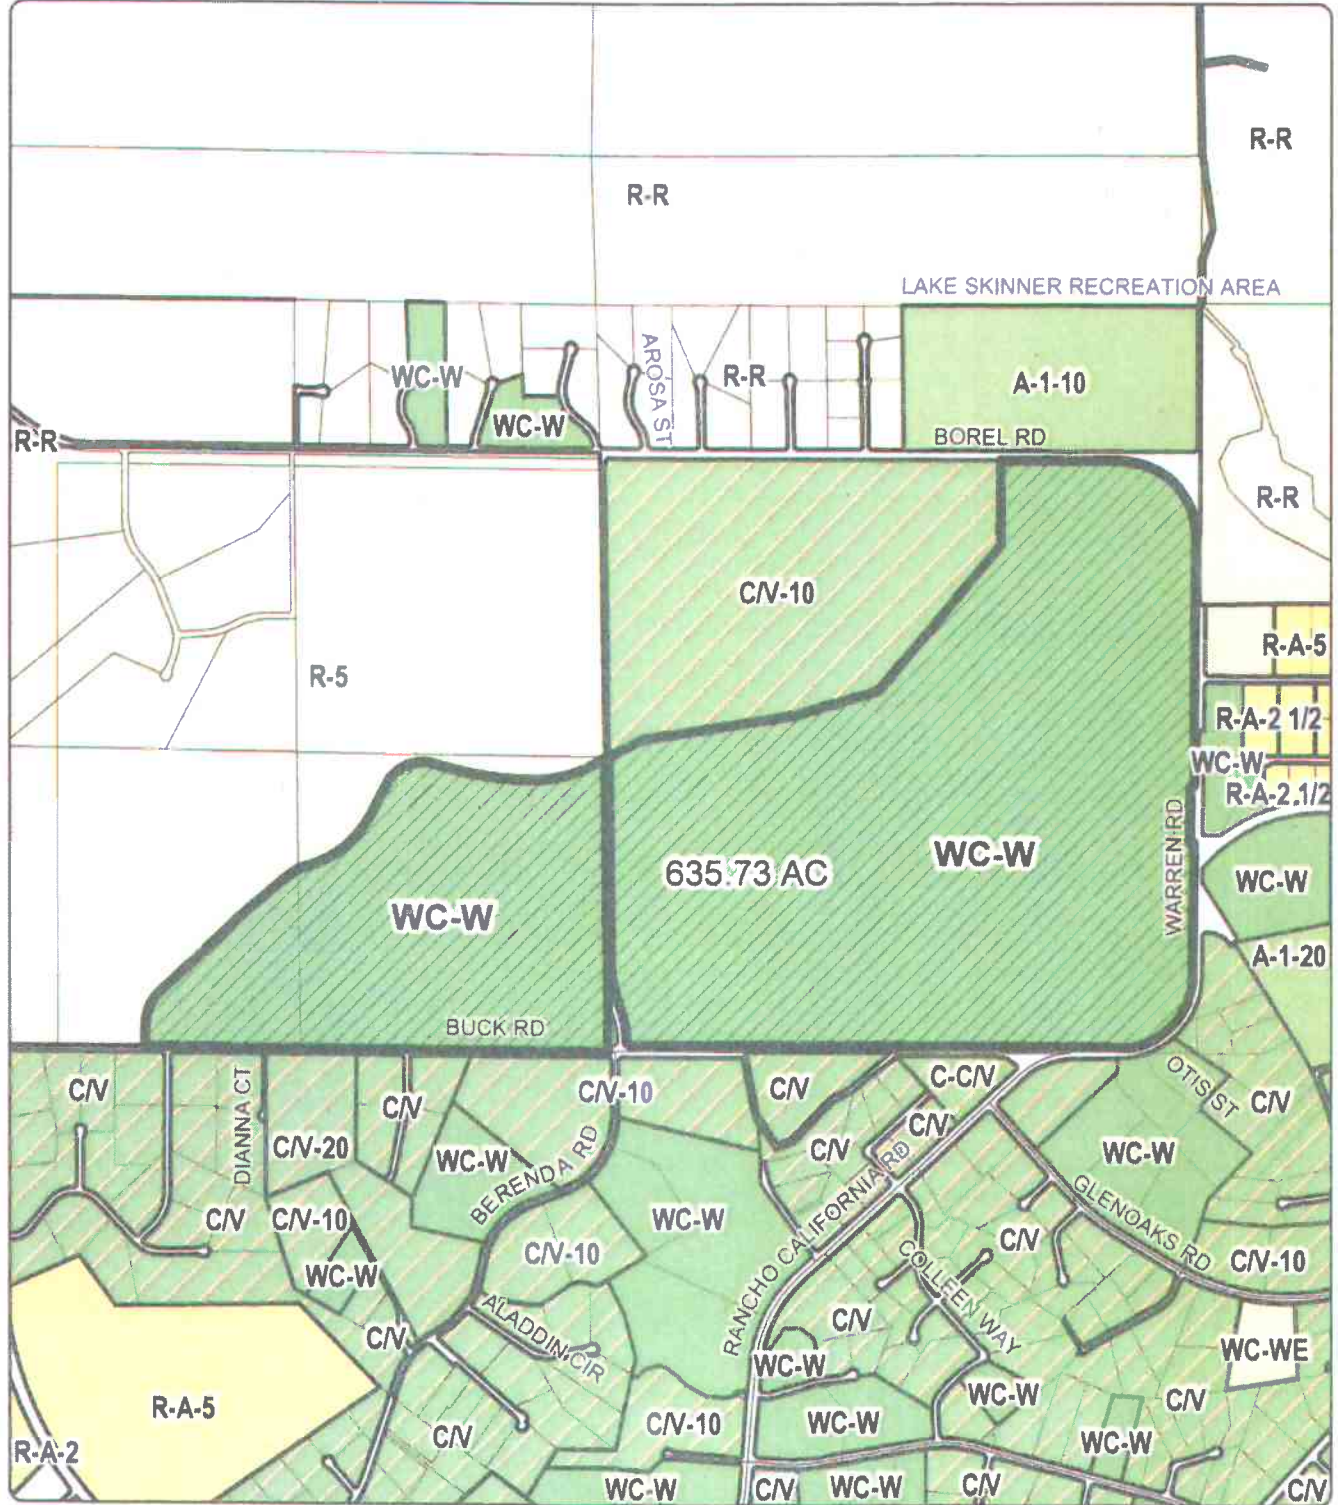 R-R
R-R
LAKE SKINNER RECREATION AREA
AROSA ST
WC-W
R-R
A-1-10
WC-W
R-R
BOREL RD
R-R
C/V-10
R-A-5
R-5
R-A-2 1/2
WC-W
R-A-2.1/2
WARREN RD
WC-W
635.73 AC
WC-W
WC-W
A-1-20
BUCK RD
C/V
DIANNA CT
C/V
C/V-10
C/V
C-C/V
OTIS ST
C/V
C/V-20
WC-W
BERENDA RD
C/V
C/V
WC-W
C/V
C/V-10
WC-W
RANCHO CALIFORNIA RD
GLENOAKS RD
C/V
C/V-10
WC-W
C/V-10
COLLEEN WAY
ALADDIN CIR
C/V
C/V
WC-W
WC-WE
R-A-5
WC-W
C/V
C/V
C/V-10
WC-W
WC-W
R-A-2
WC-W
C/V
WC-W
C/V
C/V